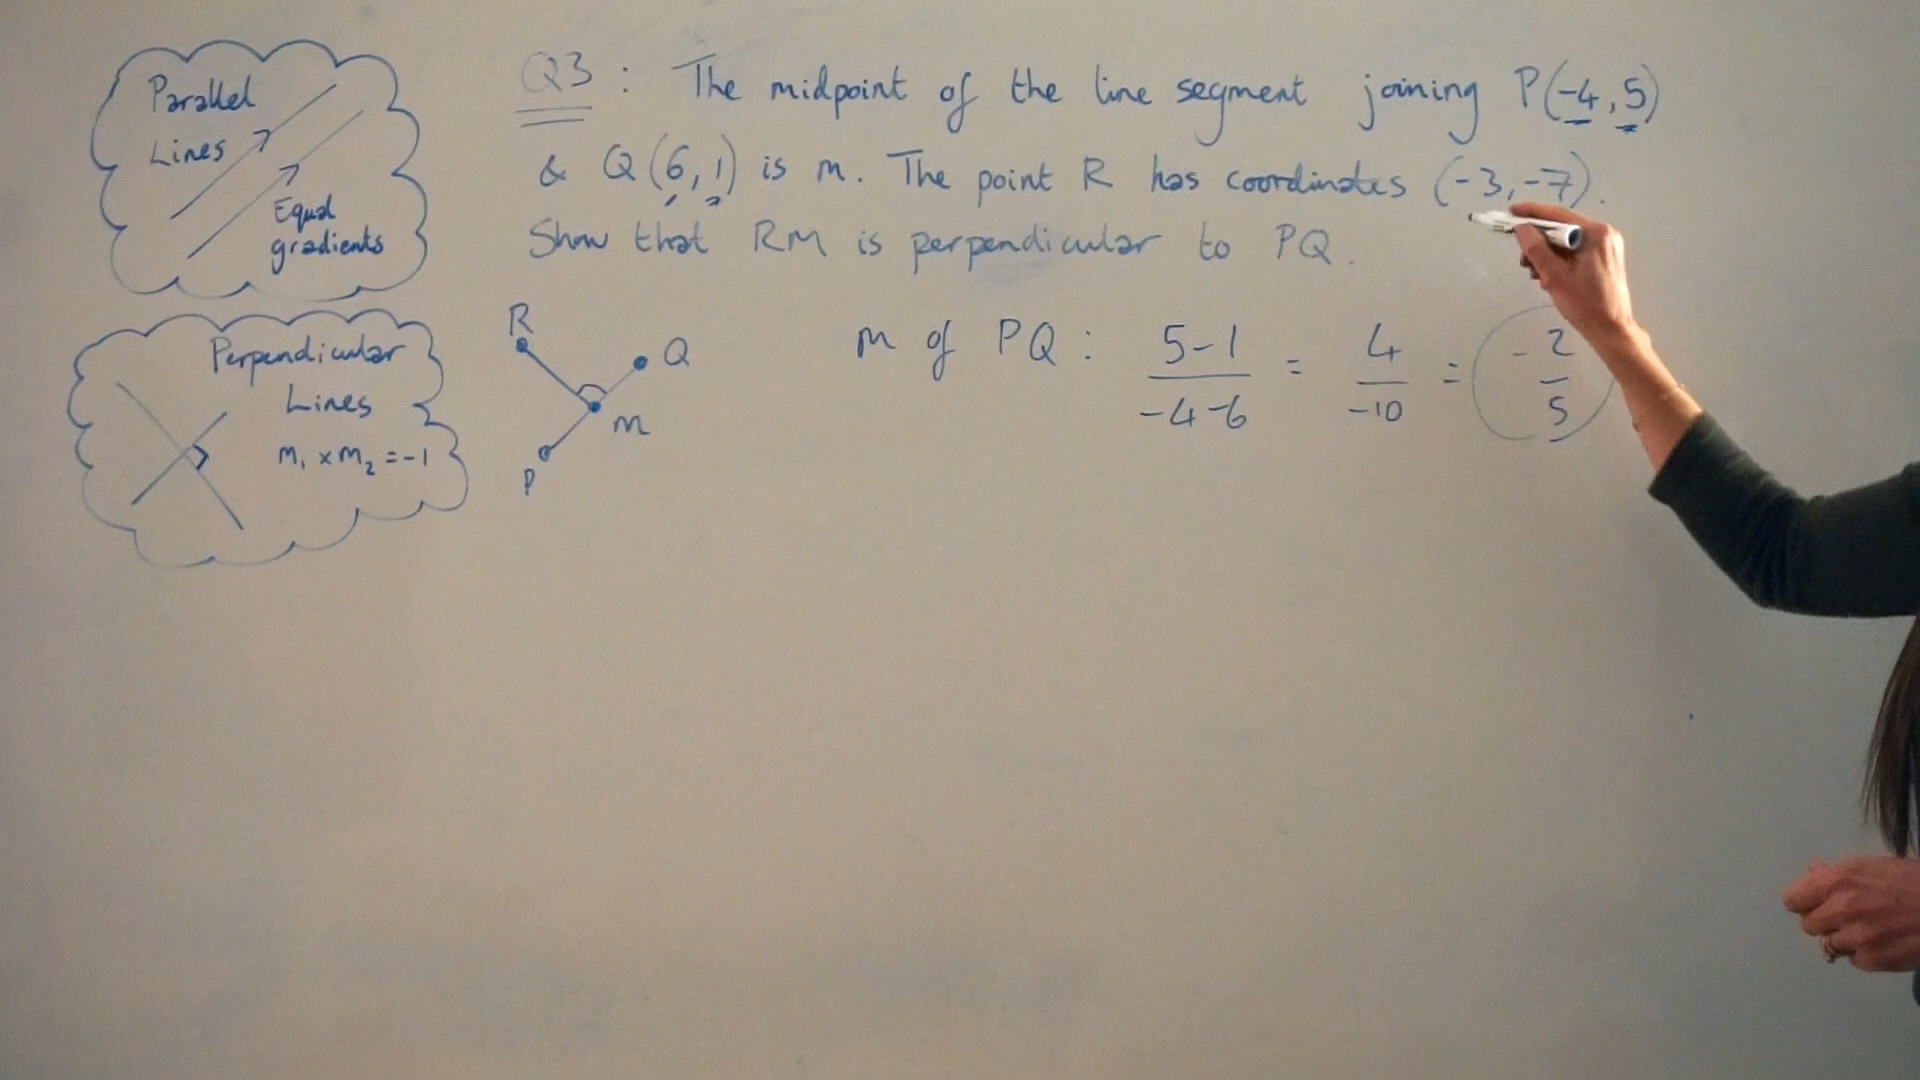 Parallel
Lines
Equal
gradients
Perpendicular
Lines
m₁ × m₂ = -1
Q3 : The midpoint of the line segment joining P(-4, 5)
& Q(6, 1) is M. The point R has coordinates (-3, -7).
Show that RM is perpendicular to PQ.
R
Q
M
P
M of PQ : 5-1/-4-6 = 4/-10 = -2/5